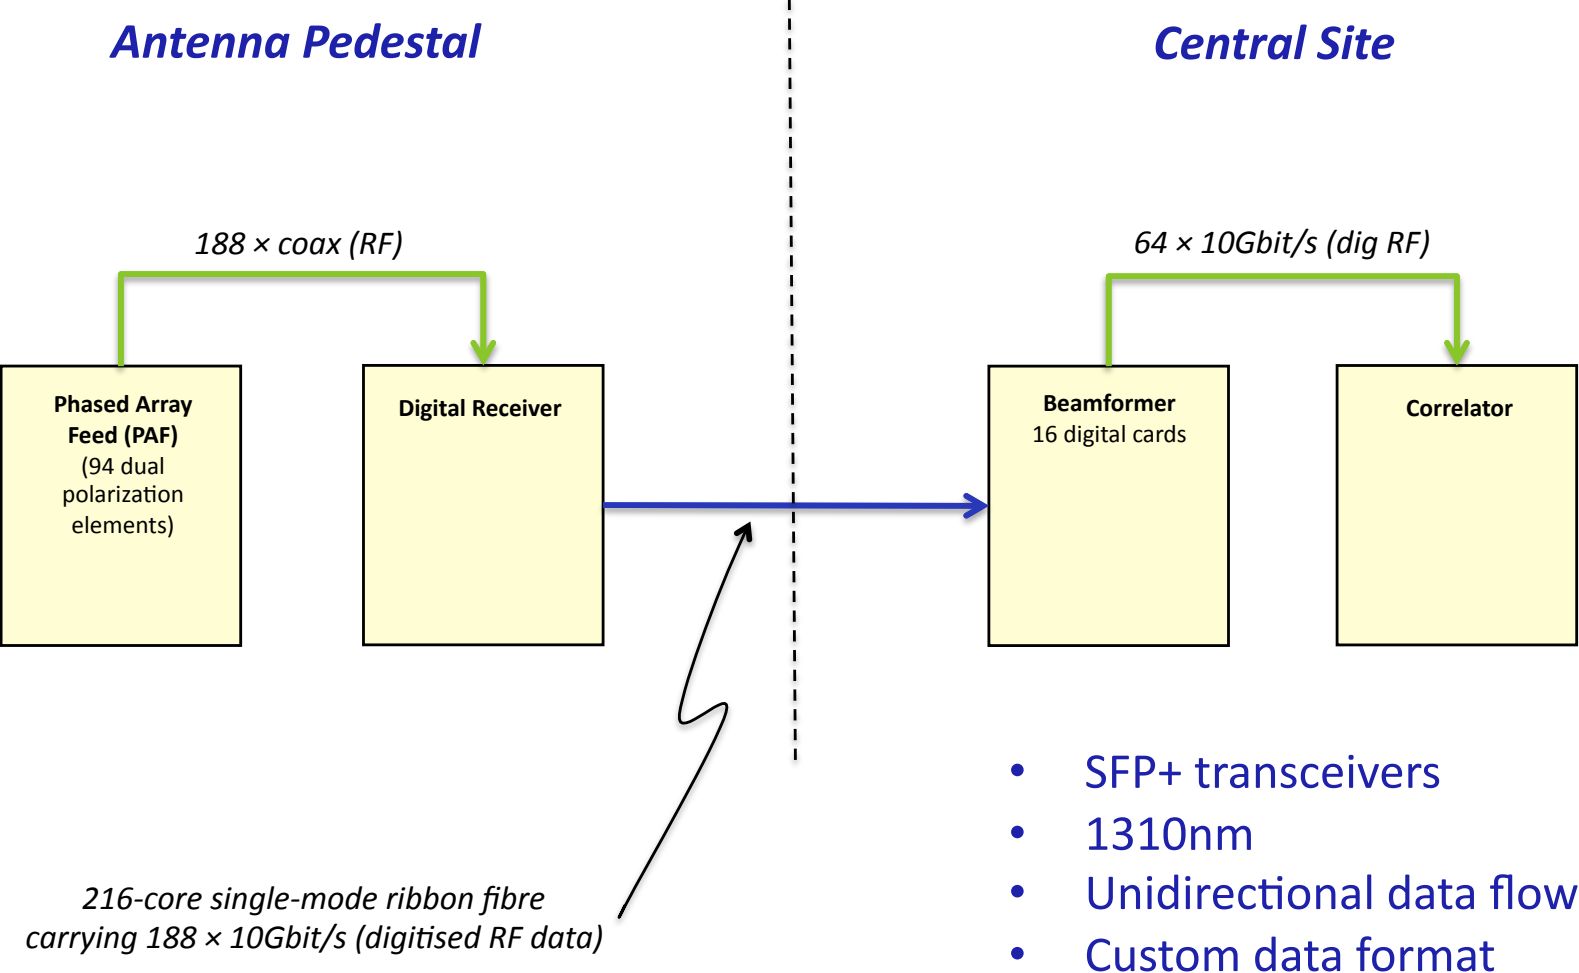 Antenna Pedestal
Central Site
188 × coax (RF)
64 × 10Gbit/s (dig RF)
Phased Array
Feed (PAF)
(94 dual
polarization
elements)
Digital Receiver
Beamformer
16 digital cards
Correlator
216-core single-mode ribbon fibre
carrying 188 × 10Gbit/s (digitised RF data)
• SFP+ transceivers
• 1310nm
• Unidirectional data flow
• Custom data format